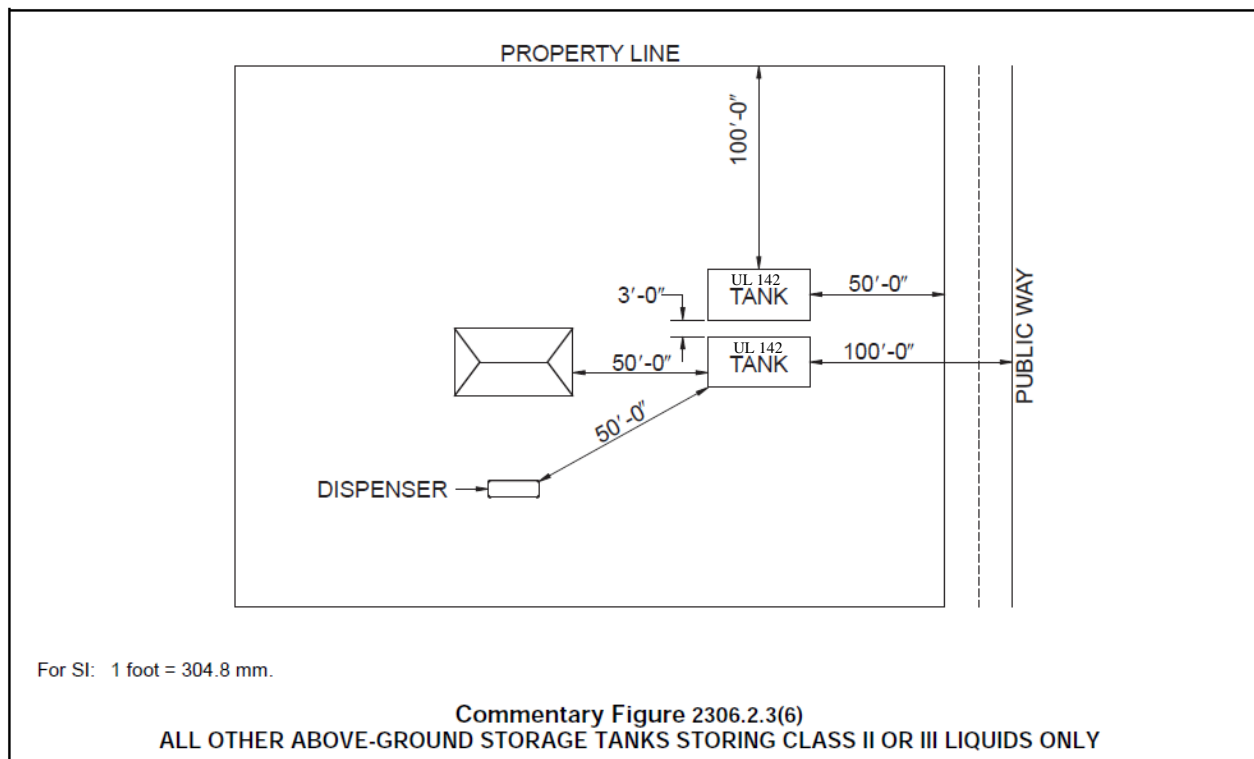 PROPERTY LINE
100'-0"
UL 142
TANK
50'-0"
3'-0"
UL 142
TANK
100'-0"
50'-0"
PUBLIC WAY
50'-0"
DISPENSER
For SI: 1 foot = 304.8 mm.
Commentary Figure 2306.2.3(6)
ALL OTHER ABOVE-GROUND STORAGE TANKS STORING CLASS II OR III LIQUIDS ONLY